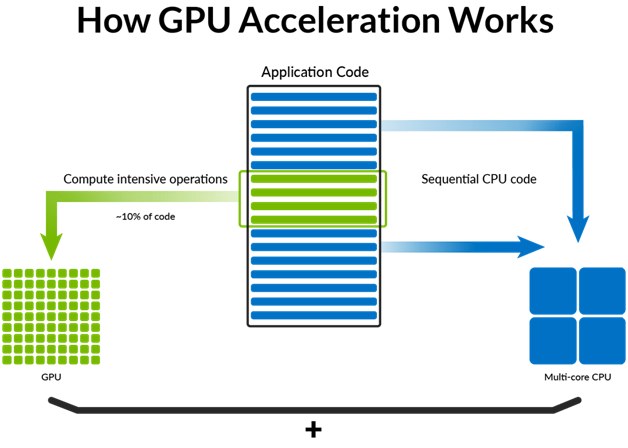 How GPU Acceleration Works
Application Code
Compute intensive operations
~10% of code
Sequential CPU code
GPU
Multi-core CPU
+